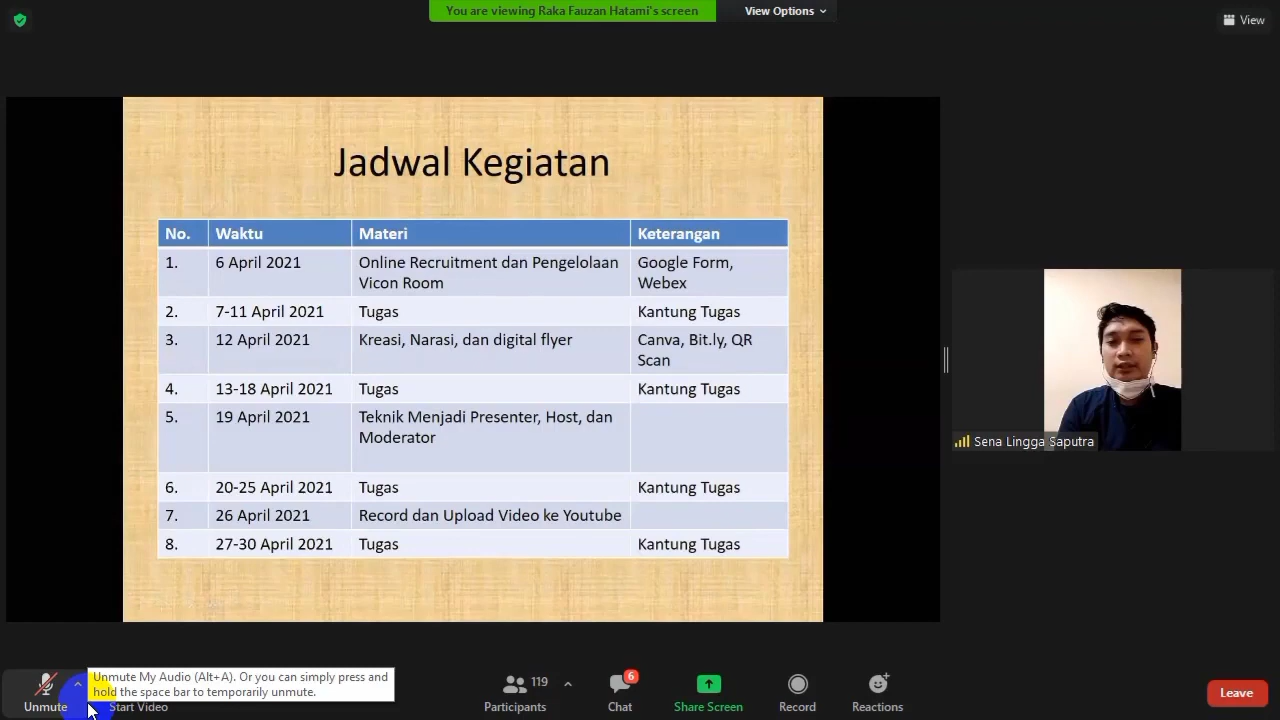 You are viewing Raka Fauzan Hatami's screen
View Options
View
Jadwal Kegiatan
No. Waktu Materi Keterangan
1. 6 April 2021 Online Recruitment dan Pengelolaan Google Form,
Vicon Room Webex
2. 7-11 April 2021 Tugas Kantung Tugas
3. 12 April 2021 Kreasi, Narasi, dan digital flyer Canva, Bit.ly, QR
Scan
4. 13-18 April 2021 Tugas Kantung Tugas
5. 19 April 2021 Teknik Menjadi Presenter, Host, dan
Moderator
6. 20-25 April 2021 Tugas Kantung Tugas
7. 26 April 2021 Record dan Upload Video ke Youtube
8. 27-30 April 2021 Tugas Kantung Tugas
Sena Lingga Saputra
Unmute My Audio (Alt+A). Or you can simply press and
hold the space bar to temporarily unmute.
119
6
Unmute Start Video Participants Chat Share Screen Record Reactions
Leave